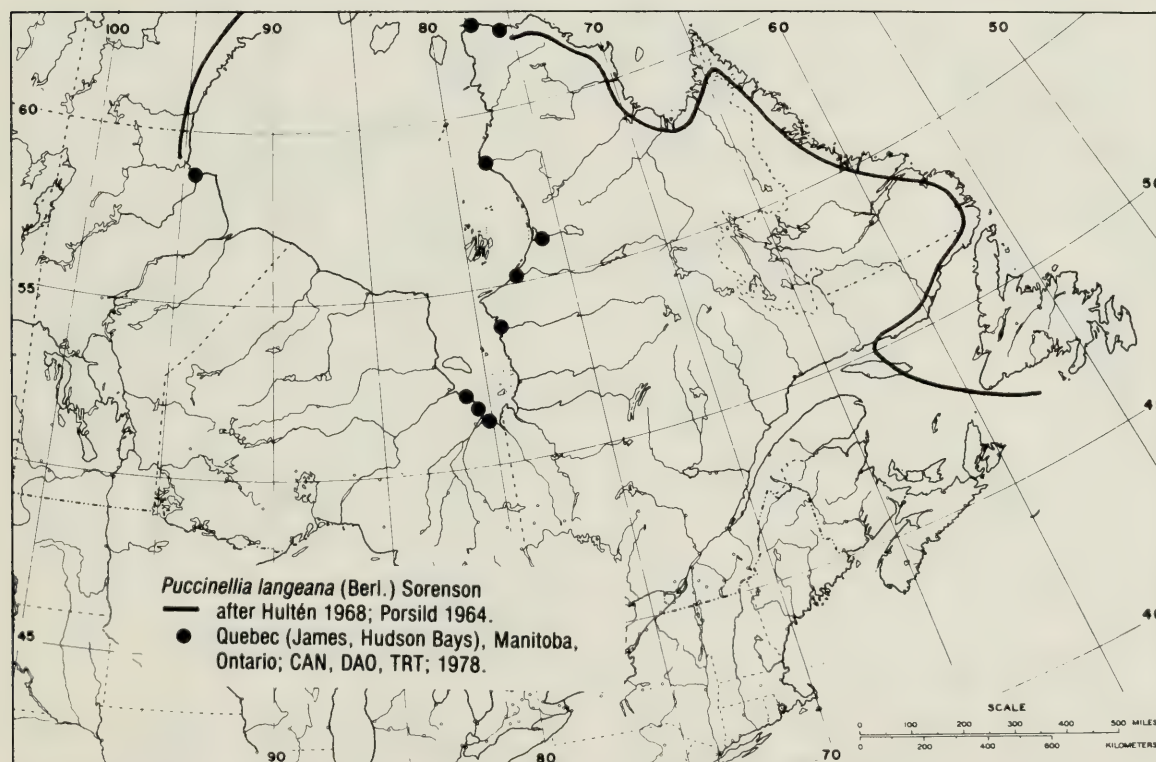 100 90 80 70 60 50
60
50
55
4
45
40
Puccinellia langeana (Berl.) Sorenson
after Hultén 1968; Porsild 1964.
Quebec (James, Hudson Bays), Manitoba,
Ontario; CAN, DAO, TRT; 1978.
SCALE
0 100 200 300 400 500 MILES
0 200 400 600 KILOMETERS
90 80 70